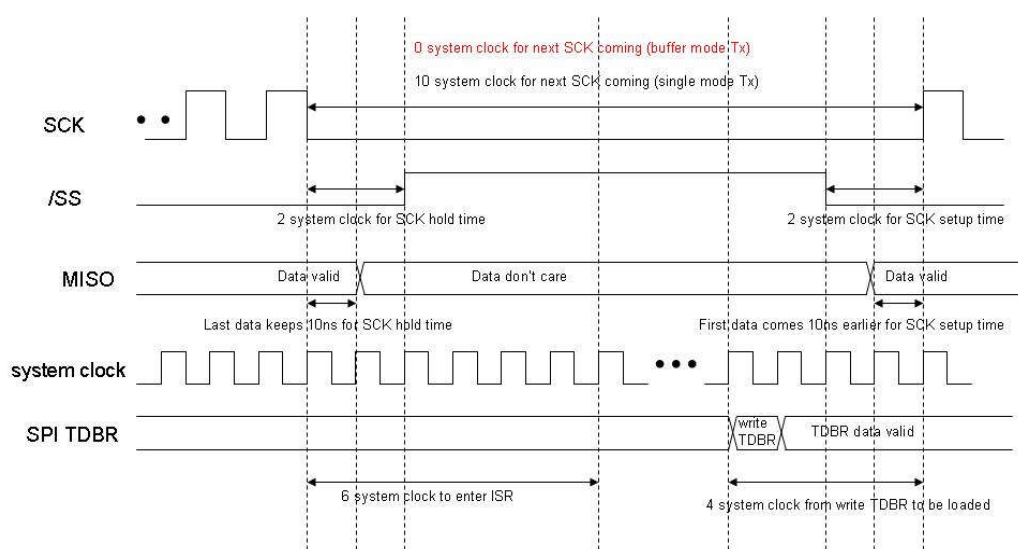 0 system clock for next SCK coming (buffer mode Tx)
10 system clock for next SCK coming (single mode Tx)
SCK
/SS
2 system clock for SCK hold time
2 system clock for SCK setup time
MISO
Data valid
Data don't care
Data valid
Last data keeps 10ns for SCK hold time
First data comes 10ns earlier for SCK setup time
system clock
SPI TDBR
write
TDBR
TDBR data valid
6 system clock to enter ISR
4 system clock from write TDBR to be loaded